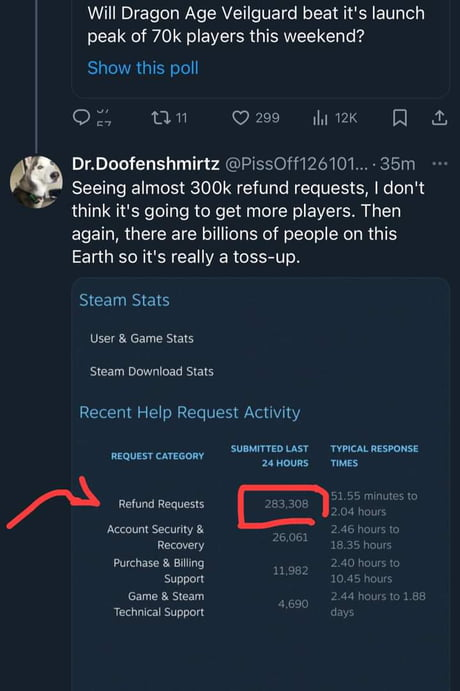 Will Dragon Age Veilguard beat it's launch
peak of 70k players this weekend?
Show this poll
11 299 12K
Dr.Doofenshmirtz @PissOff126101... · 35m
Seeing almost 300k refund requests, I don't
think it's going to get more players. Then
again, there are billions of people on this
Earth so it's really a toss-up.
Steam Stats
User & Game Stats
Steam Download Stats
Recent Help Request Activity
REQUEST CATEGORY SUBMITTED LAST 24 HOURS TYPICAL RESPONSE TIMES
Refund Requests 283,308 51.55 minutes to 2.04 hours
Account Security & Recovery 26,061 2.46 hours to 18.35 hours
Purchase & Billing Support 11,982 2.40 hours to 10.45 hours
Game & Steam Technical Support 4,690 2.44 hours to 1.88 days